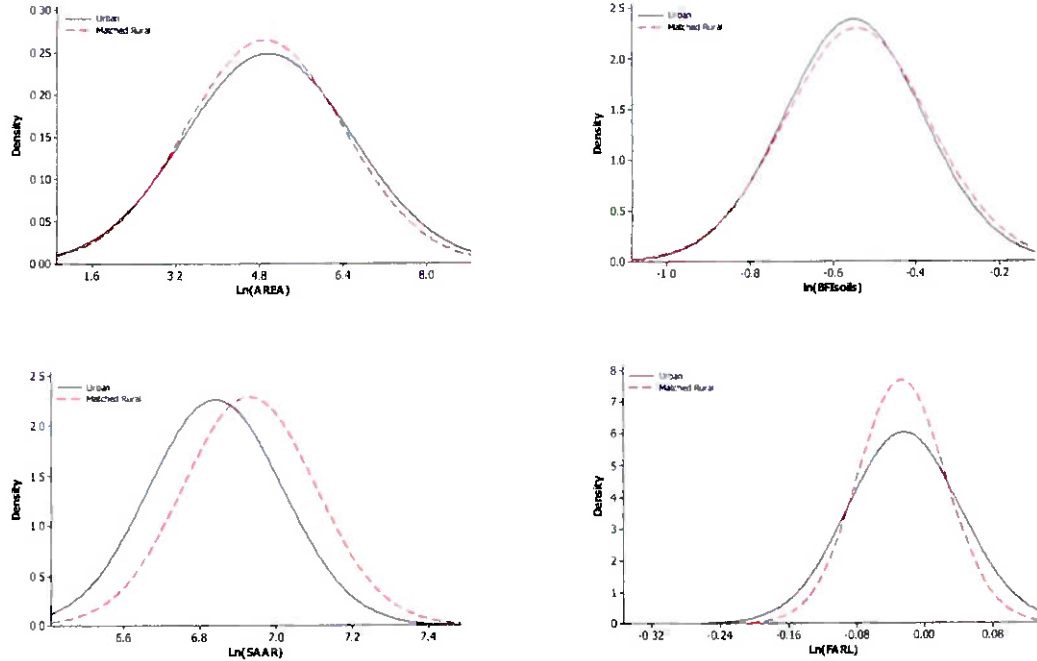 0.30
Urban
Matched Rural
0.25
0.20
0.15
0.10
0.05
0.00
Density
1.6 3.2 4.8 6.4 8.0
Ln(AREA)
2.5
Urban
Matched Rural
2.0
1.5
1.0
0.5
0.0
Density
-1.0 -0.8 -0.6 -0.4 -0.2
ln(BFIsoils)
2.5
Urban
Matched Rural
2.0
1.5
1.0
0.5
0.0
Density
6.6 6.8 7.0 7.2 7.4
Ln(SAAR)
8
Urban
Matched Rural
7
6
5
4
3
2
1
0
Density
-0.32 -0.24 -0.16 -0.08 0.00 0.08
Ln(FARL)